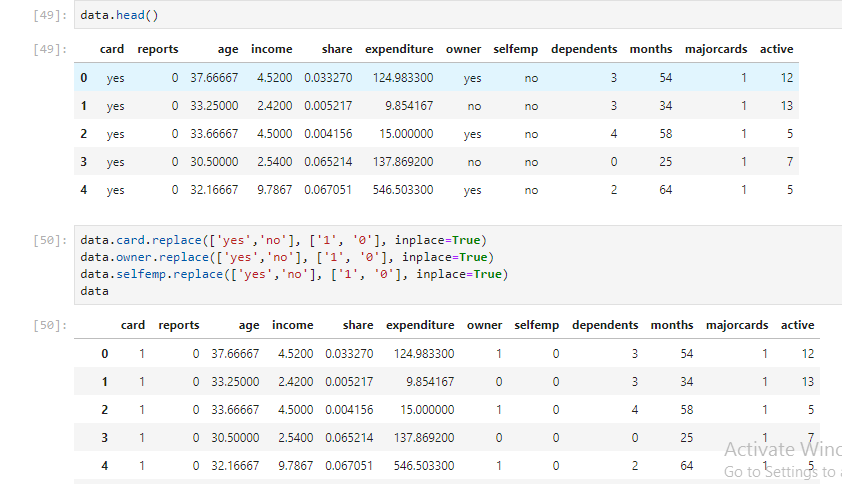 [49]: data.head()
[49]: card reports age income share expenditure owner selfemp dependents months majorcards active
0 yes 0 37.66667 4.5200 0.033270 124.983300 yes no 3 54 1 12
1 yes 0 33.25000 2.4200 0.005217 9.854167 no no 3 34 1 13
2 yes 0 33.66667 4.5000 0.004156 15.000000 yes no 4 58 1 5
3 yes 0 30.50000 2.5400 0.065214 137.869200 no no 0 25 1 7
4 yes 0 32.16667 9.7867 0.067051 546.503300 yes no 2 64 1 5
[50]: data.card.replace(['yes','no'], ['1', '0'], inplace=True)
data.owner.replace(['yes','no'], ['1', '0'], inplace=True)
data.selfemp.replace(['yes','no'], ['1', '0'], inplace=True)
data
[50]: card reports age income share expenditure owner selfemp dependents months majorcards active
0 1 0 37.66667 4.5200 0.033270 124.983300 1 0 3 54 1 12
1 1 0 33.25000 2.4200 0.005217 9.854167 0 0 3 34 1 13
2 1 0 33.66667 4.5000 0.004156 15.000000 1 0 4 58 1 5
3 1 0 30.50000 2.5400 0.065214 137.869200 0 0 0 25 1 7
4 1 0 32.16667 9.7867 0.067051 546.503300 1 0 2 64 1 5
Activate Winc
Go to Settings to